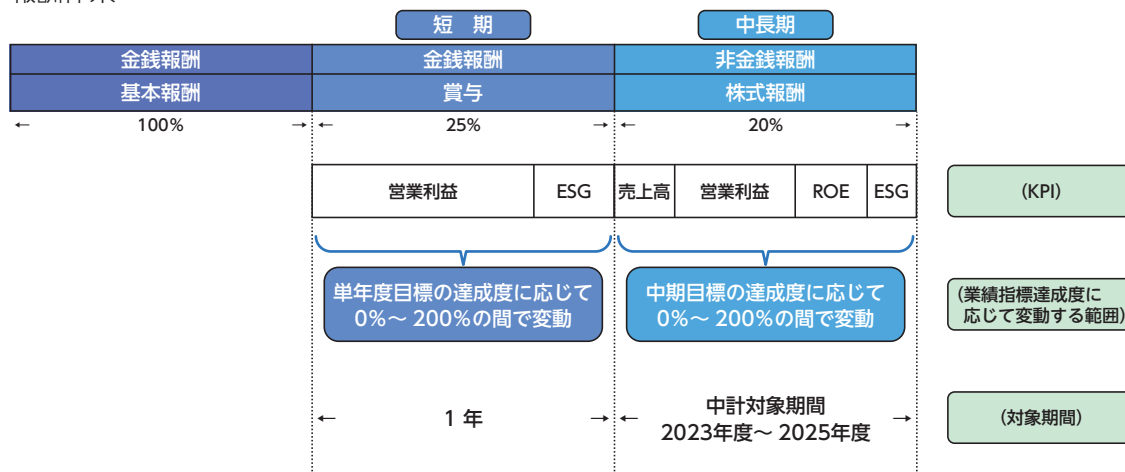 短　期
中長期
金銭報酬
金銭報酬
非金銭報酬
基本報酬
賞与
株式報酬
← 100% →
← 25% →
← 20% →
営業利益
ESG
売上高
営業利益
ROE
ESG
(KPI)
単年度目標の達成度に応じて
0%～200%の間で変動
中期目標の達成度に応じて
0%～200%の間で変動
(業績指標達成度に
応じて変動する範囲)
← 1 年 →
← 中計対象期間 →
2023年度～2025年度
(対象期間)